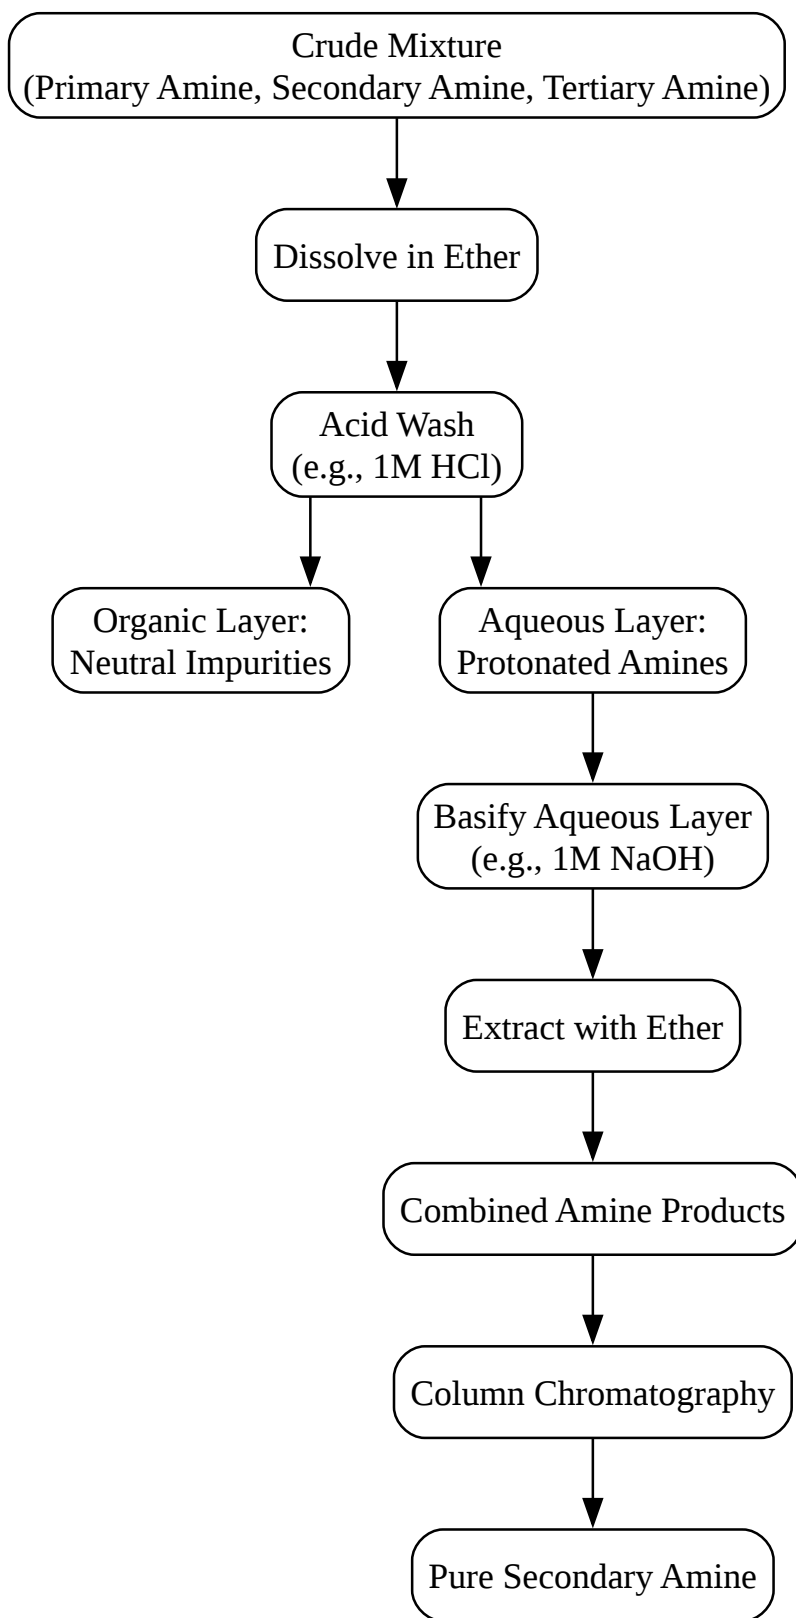 Crude Mixture
(Primary Amine, Secondary Amine, Tertiary Amine)
Dissolve in Ether
Acid Wash
(e.g., 1M HCl)
Organic Layer:
Neutral Impurities
Aqueous Layer:
Protonated Amines
Basify Aqueous Layer
(e.g., 1M NaOH)
Extract with Ether
Combined Amine Products
Column Chromatography
Pure Secondary Amine